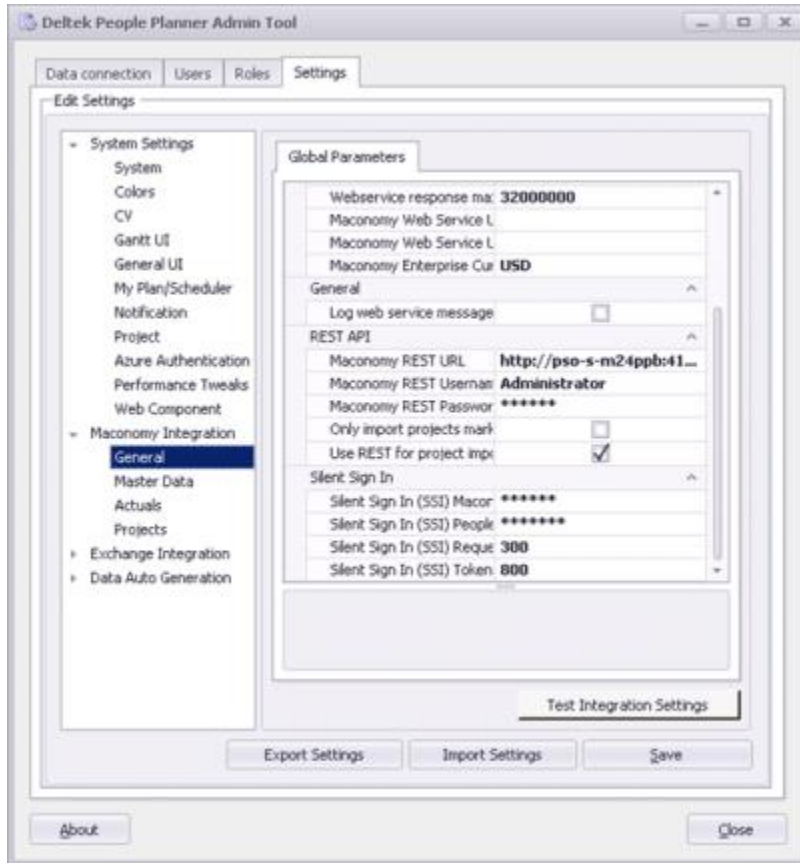 Deltek People Planner Admin Tool
Data connection Users Roles Settings
Edit Settings
System Settings
System
Colors
CV
Gantt UI
General UI
My Plan/Scheduler
Notification
Project
Azure Authentication
Performance Tweaks
Web Component
Maconomy Integration
General
Master Data
Actuals
Projects
Exchange Integration
Data Auto Generation
Global Parameters
Webservice response ma: 32000000
Maconomy Web Service U
Maconomy Web Service U
Maconomy Enterprise Cur USD
General
Log web service message
REST API
Maconomy REST URL http://pso-s-m24ppb:41...
Maconomy REST Usernam Administrator
Maconomy REST Passwor ******
Only import projects mark
Use REST for project impo
Silent Sign In
Silent Sign In (SSI) Macon ******
Silent Sign In (SSI) People *******
Silent Sign In (SSI) Reque 300
Silent Sign In (SSI) Token 800
Test Integration Settings
Export Settings Import Settings Save
About Close